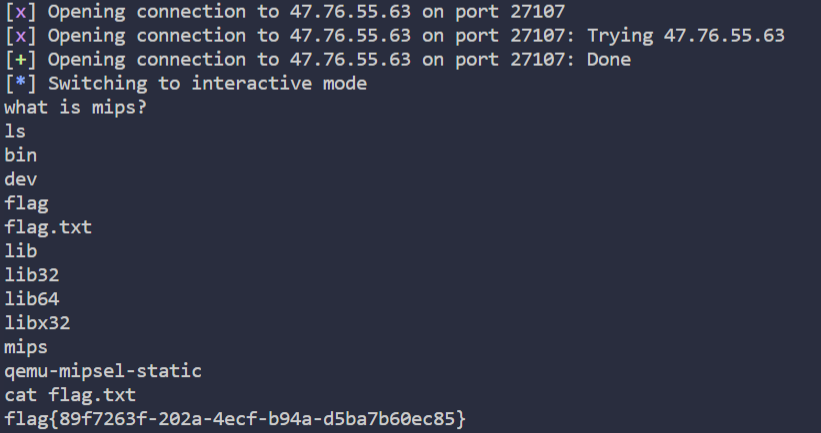 [x] Opening connection to 47.76.55.63 on port 27107
[x] Opening connection to 47.76.55.63 on port 27107: Trying 47.76.55.63
[+] Opening connection to 47.76.55.63 on port 27107: Done
[*] Switching to interactive mode
what is mips?
ls
bin
dev
flag
flag.txt
lib
lib32
lib64
libx32
mips
qemu-mipsel-static
cat flag.txt
flag{89f7263f-202a-4ecf-b94a-d5ba7b60ec85}